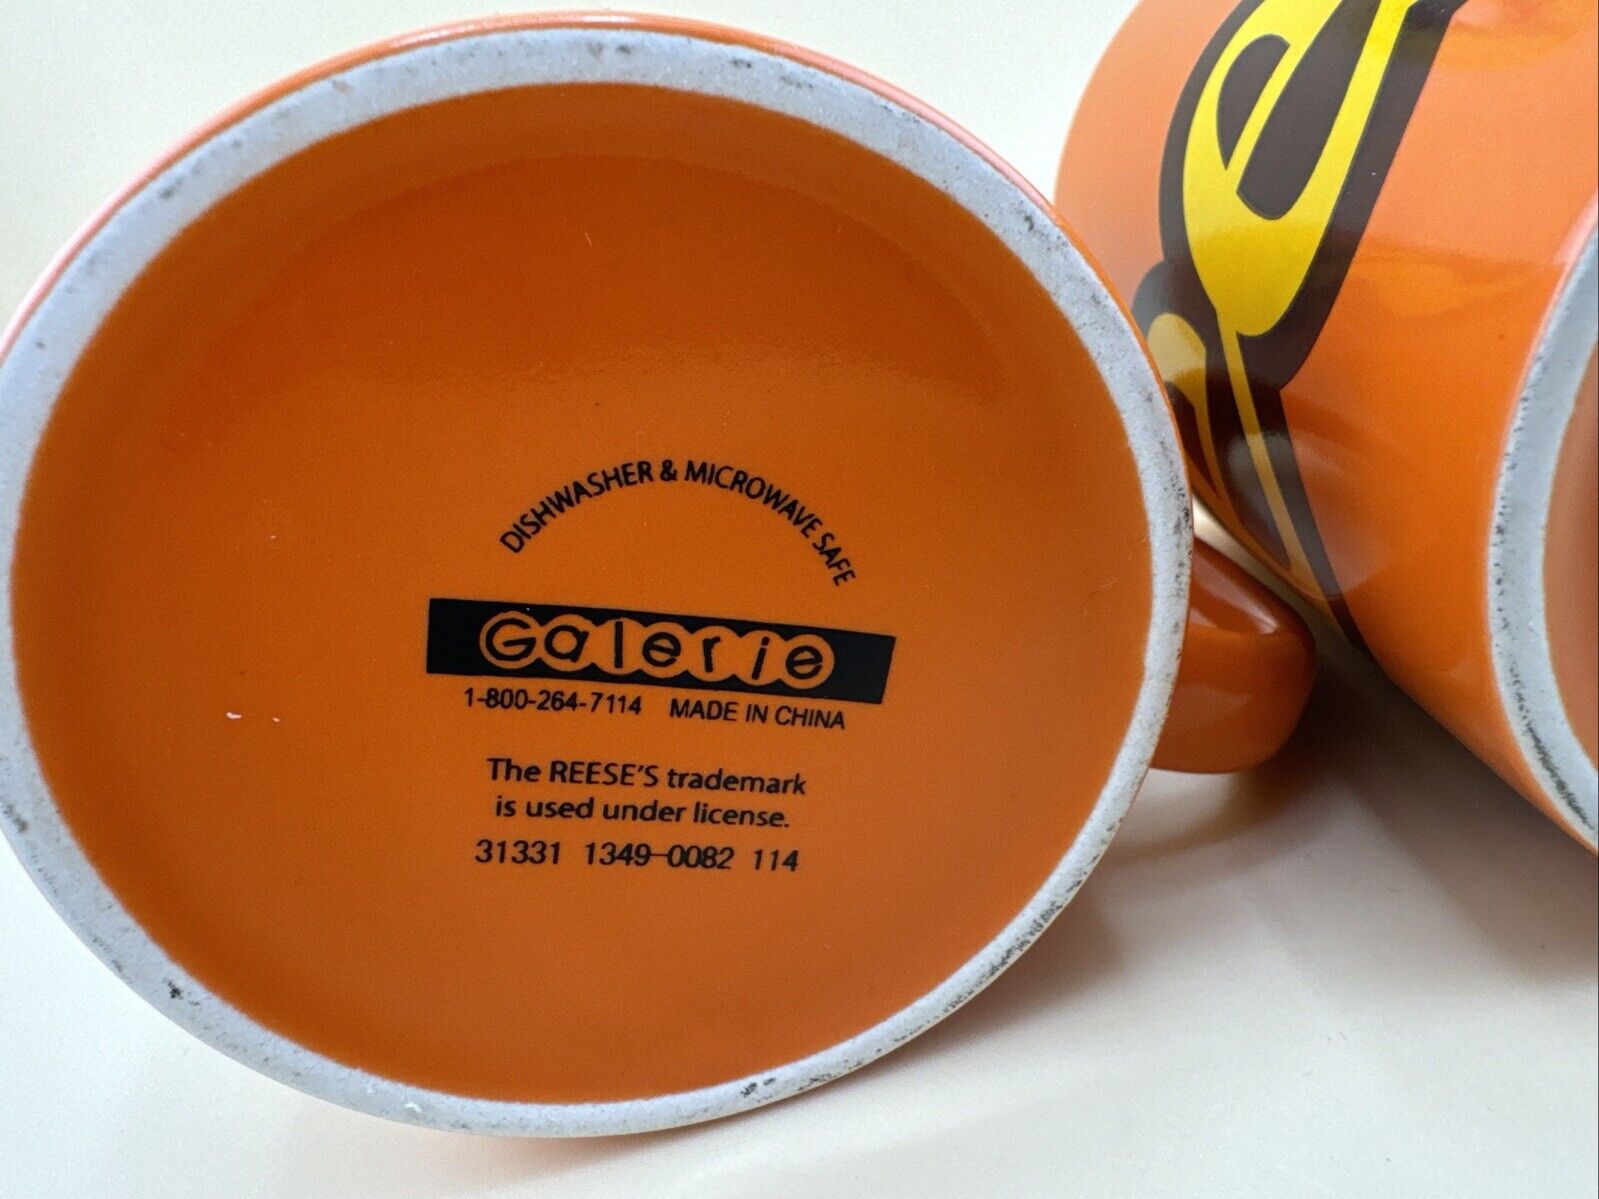 DISHWASHER & MICROWAVE SAFE
Galerie
1-800-264-7114 MADE IN CHINA
The REESE'S trademark
is used under license.
31331 1349-0082 114